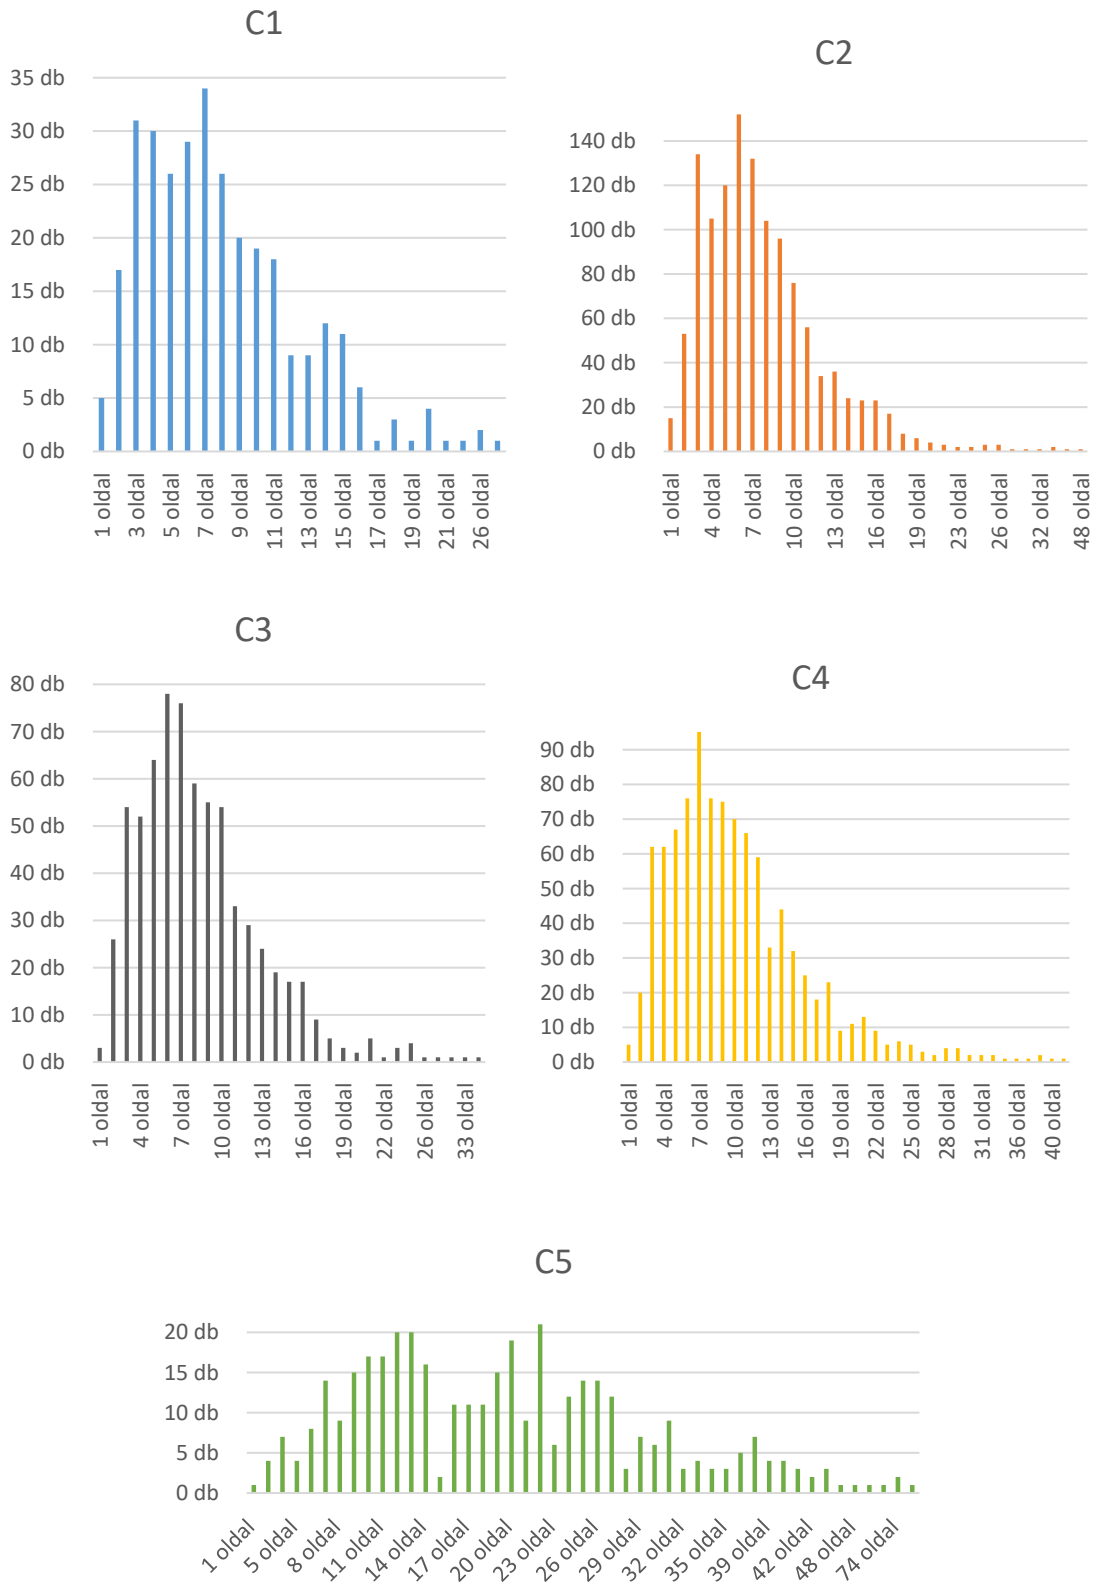 C1
35 db
30 db
25 db
20 db
15 db
10 db
5 db
0 db
1 oldal
3 oldal
5 oldal
7 oldal
9 oldal
11 oldal
13 oldal
15 oldal
17 oldal
19 oldal
21 oldal
26 oldal
C2
140 db
120 db
100 db
80 db
60 db
40 db
20 db
0 db
1 oldal
4 oldal
7 oldal
10 oldal
13 oldal
16 oldal
19 oldal
23 oldal
26 oldal
32 oldal
48 oldal
C3
80 db
70 db
60 db
50 db
40 db
30 db
20 db
10 db
0 db
1 oldal
4 oldal
7 oldal
10 oldal
13 oldal
16 oldal
19 oldal
22 oldal
26 oldal
33 oldal
C4
90 db
80 db
70 db
60 db
50 db
40 db
30 db
20 db
10 db
0 db
1 oldal
4 oldal
7 oldal
10 oldal
13 oldal
16 oldal
19 oldal
22 oldal
25 oldal
28 oldal
31 oldal
36 oldal
40 oldal
C5
20 db
15 db
10 db
5 db
0 db
1 oldal
5 oldal
8 oldal
11 oldal
14 oldal
17 oldal
20 oldal
23 oldal
26 oldal
29 oldal
32 oldal
35 oldal
39 oldal
42 oldal
48 oldal
74 oldal